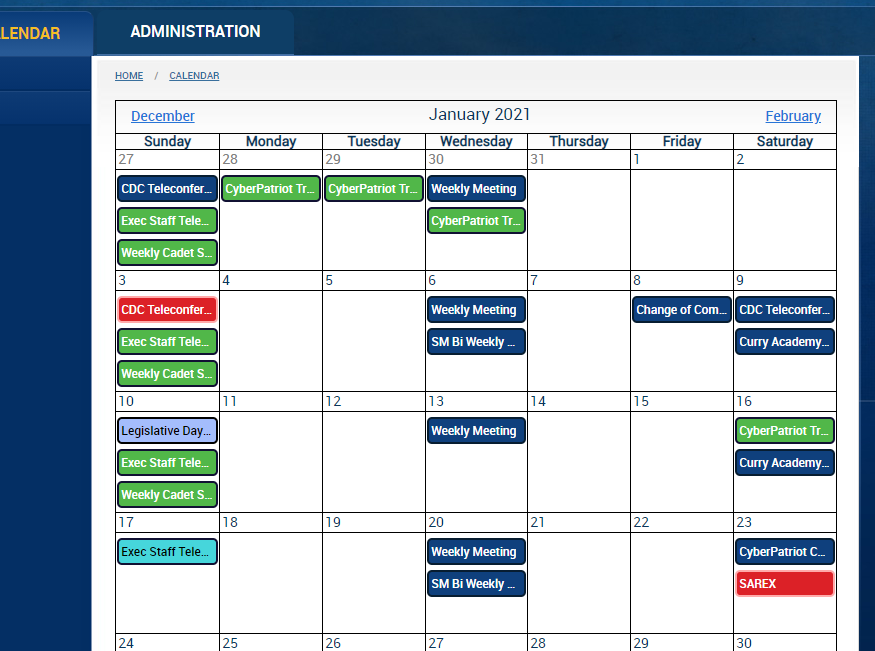 LENDAR ADMINISTRATION
HOME / CALENDAR
December January 2021 February
Sunday Monday Tuesday Wednesday Thursday Friday Saturday
27 28 29 30 31 1 2
CDC Teleconfer... CyberPatriot Tr... CyberPatriot Tr... Weekly Meeting
Exec Staff Tele... CyberPatriot Tr...
Weekly Cadet S...
3 4 5 6 7 8 9
CDC Teleconfer... Weekly Meeting Change of Com... CDC Teleconfer...
Exec Staff Tele... SM Bi Weekly ... Curry Academy...
Weekly Cadet S...
10 11 12 13 14 15 16
Legislative Day... Weekly Meeting CyberPatriot Tr...
Exec Staff Tele... Curry Academy...
Weekly Cadet S...
17 18 19 20 21 22 23
Exec Staff Tele... Weekly Meeting CyberPatriot C...
SM Bi Weekly ... SAREX
24 25 26 27 28 29 30